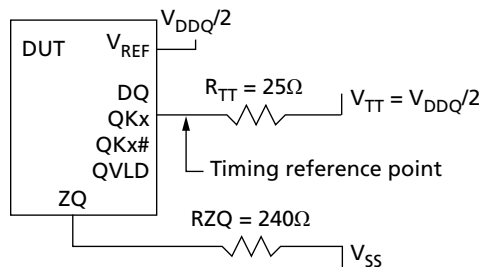 V_DDQ/2
DUT
V_REF
DQ
R_TT = 25Ω
V_TT = V_DDQ/2
QKx
QKx#
QVLD
Timing reference point
ZQ
RZQ = 240Ω
V_SS